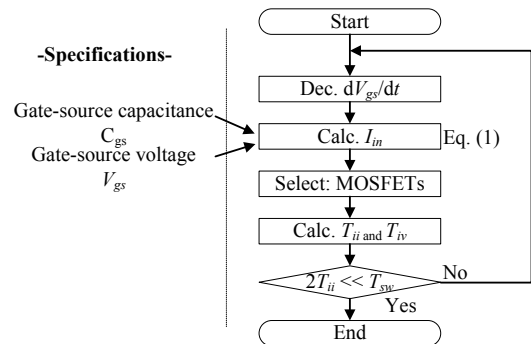 Start
-Specifications-
Dec. dVgs/dt
Gate-source capacitance
Cgs
Calc. Iin
Eq. (1)
Gate-source voltage
Vgs
Select: MOSFETs
Calc. Tii and Tiv
2Tii << Tsw
No
Yes
End